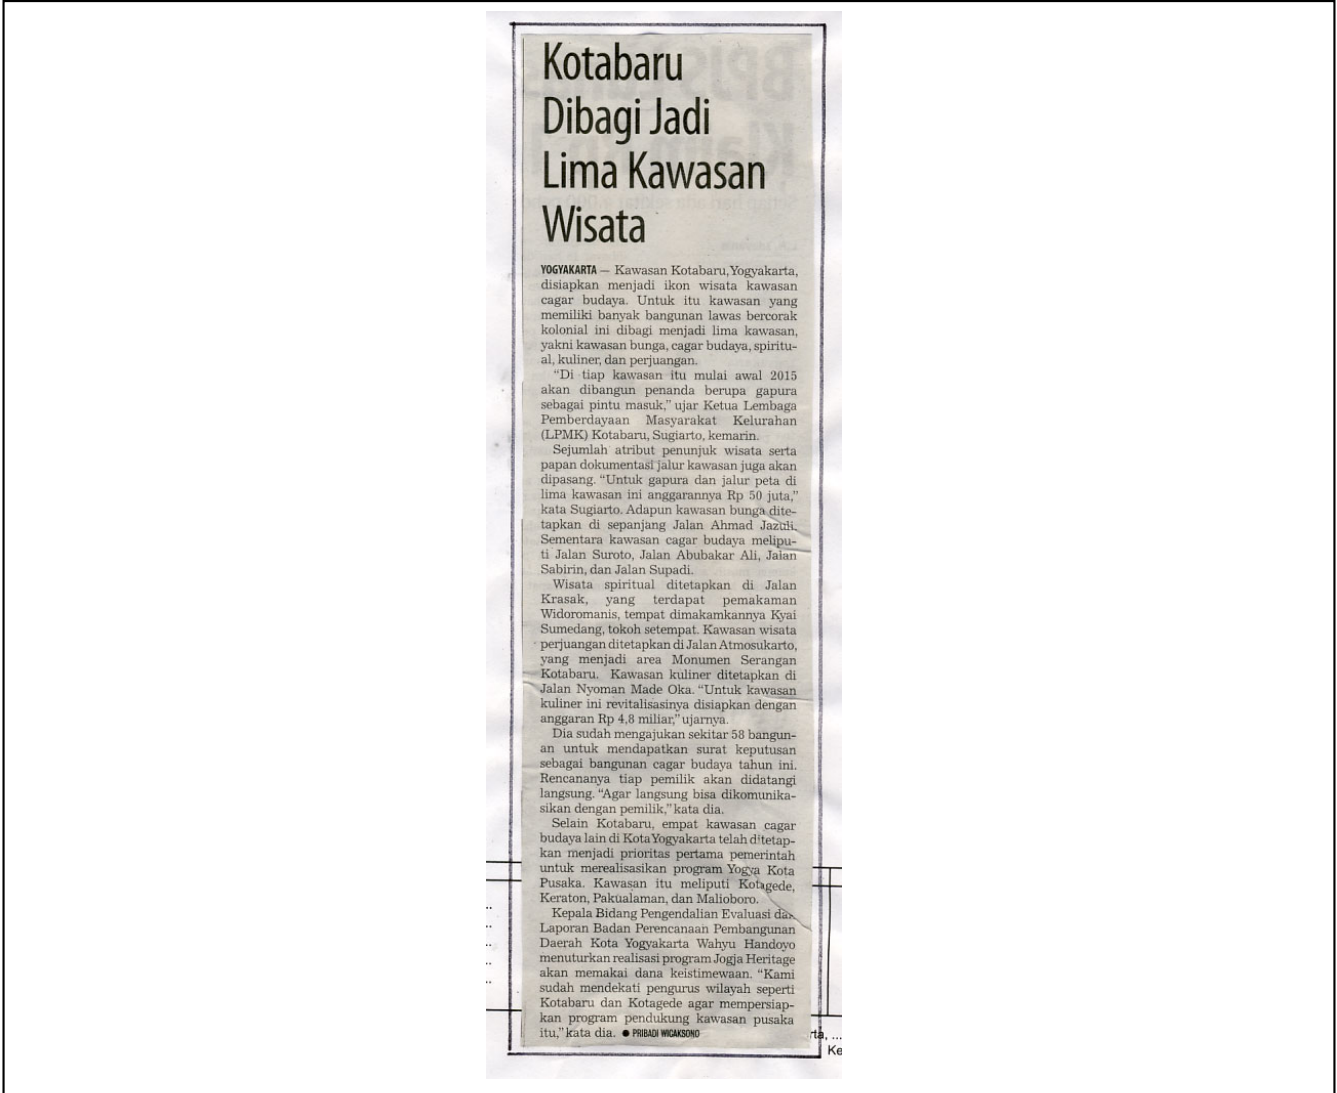 Kotabaru
Dibagi Jadi
Lima Kawasan
Wisata
YOGYAKARTA — Kawasan Kotabaru, Yogyakarta,
disiapkan menjadi ikon wisata kawasan
cagar budaya. Untuk itu kawasan yang
memiliki banyak bangunan lawas bercorak
kolonial ini dibagi menjadi lima kawasan,
yakni kawasan bunga, cagar budaya, spiritu-
al, kuliner, dan perjuangan.
“Di tiap kawasan itu mulai awal 2015
akan dibangun penanda berupa gapura
sebagai pintu masuk,” ujar Ketua Lembaga
Pemberdayaan Masyarakat Kelurahan
(LPMK) Kotabaru, Sugiarto, kemarin.
Sejumlah atribut penunjuk wisata serta
papan dokumentasi jalur kawasan juga akan
dipasang. “Untuk gapura dan jalur peta di
lima kawasan ini anggarannya Rp 50 juta,”
kata Sugiarto. Adapun kawasan bunga dite-
tapkan di sepanjang Jalan Ahmad Jazuli.
Sementara kawasan cagar budaya melipu-
ti Jalan Suroto, Jalan Abubakar Ali, Jalan
Sabirin, dan Jalan Supadi.
Wisata spiritual ditetapkan di Jalan
Krasak, yang terdapat pemakaman
Widoromanis, tempat dimakamkannya Kyai
Sumedang, tokoh setempat. Kawasan wisata
perjuangan ditetapkan di Jalan Atmosukarto,
yang menjadi area Monumen Serangan
Kotabaru. Kawasan kuliner ditetapkan di
Jalan Nyoman Made Oka. “Untuk kawasan
kuliner ini revitalisasinya disiapkan dengan
anggaran Rp 4,8 miliar,” ujarnya.
Dia sudah mengajukan sekitar 58 bangun-
an untuk mendapatkan surat keputusan
sebagai bangunan cagar budaya tahun ini.
Rencananya tiap pemilik akan didatangi
langsung. “Agar langsung bisa dikomunika-
sikan dengan pemilik,” kata dia.
Selain Kotabaru, empat kawasan cagar
budaya lain di Kota Yogyakarta telah ditetap-
kan menjadi prioritas pertama pemerintah
untuk merealisasikan program Yogya Kota
Pusaka. Kawasan itu meliputi Kotagede,
Keraton, Pakualaman, dan Malioboro.
Kepala Bidang Pengendalian Evaluasi dan
Laporan Badan Perencanaan Pembangunan
Daerah Kota Yogyakarta Wahyu Handoyo
menuturkan realisasi program Jogja Heritage
akan memakai dana keistimewaan. “Kami
sudah mendekati pengurus wilayah seperti
Kotabaru dan Kotagede agar mempersiap-
kan program pendukung kawasan pusaka
itu,” kata dia. ● PRIBADI WICAKSONO
rta, ...
Ke